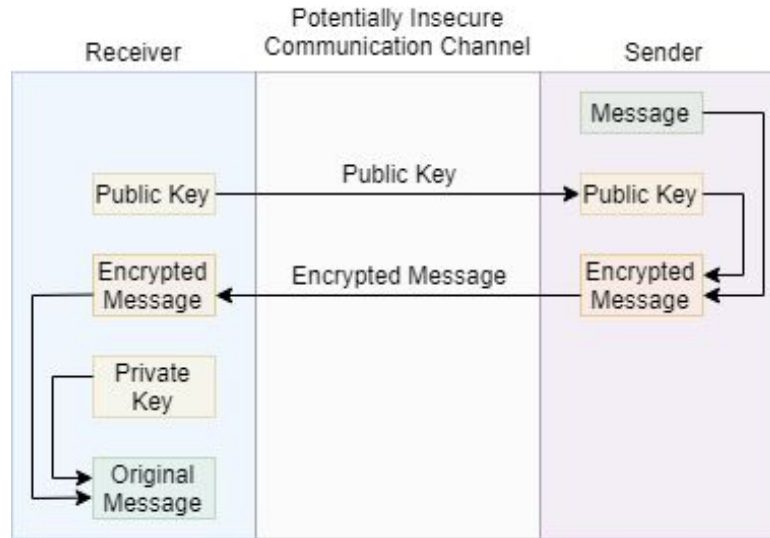 Receiver
Potentially Insecure
Communication Channel
Sender
Message
Public Key
Public Key
Public Key
Encrypted
Message
Encrypted Message
Encrypted
Message
Private
Key
Original
Message